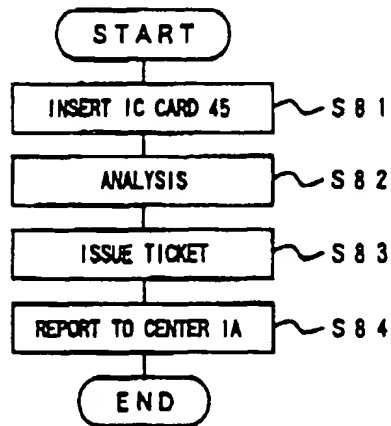 START
INSERT IC CARD 45 S81
ANALYSIS S82
ISSUE TICKET S83
REPORT TO CENTER 1A S84
END